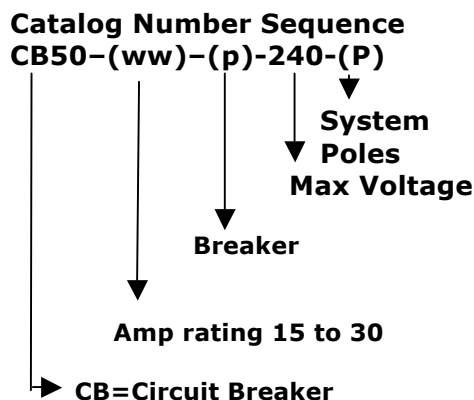 Catalog Number Sequence
CB50–(ww)–(p)-240-(P)
System
Poles
Max Voltage
Breaker
Amp rating 15 to 30
CB=Circuit Breaker